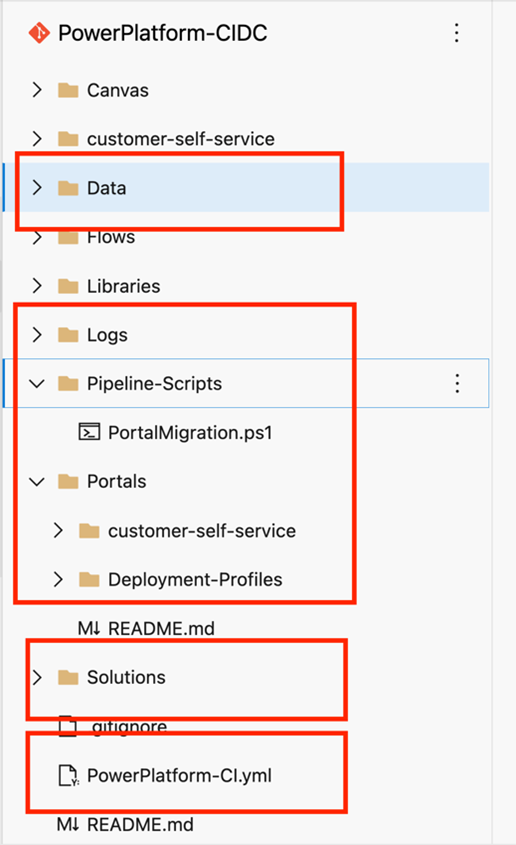 PowerPlatform-CIDC
Canvas
customer-self-service
Data
Flows
Libraries
Logs
Pipeline-Scripts
PortalMigration.ps1
Portals
customer-self-service
Deployment-Profiles
M↓ README.md
Solutions
.gitignore
PowerPlatform-CI.yml
M↓ README.md